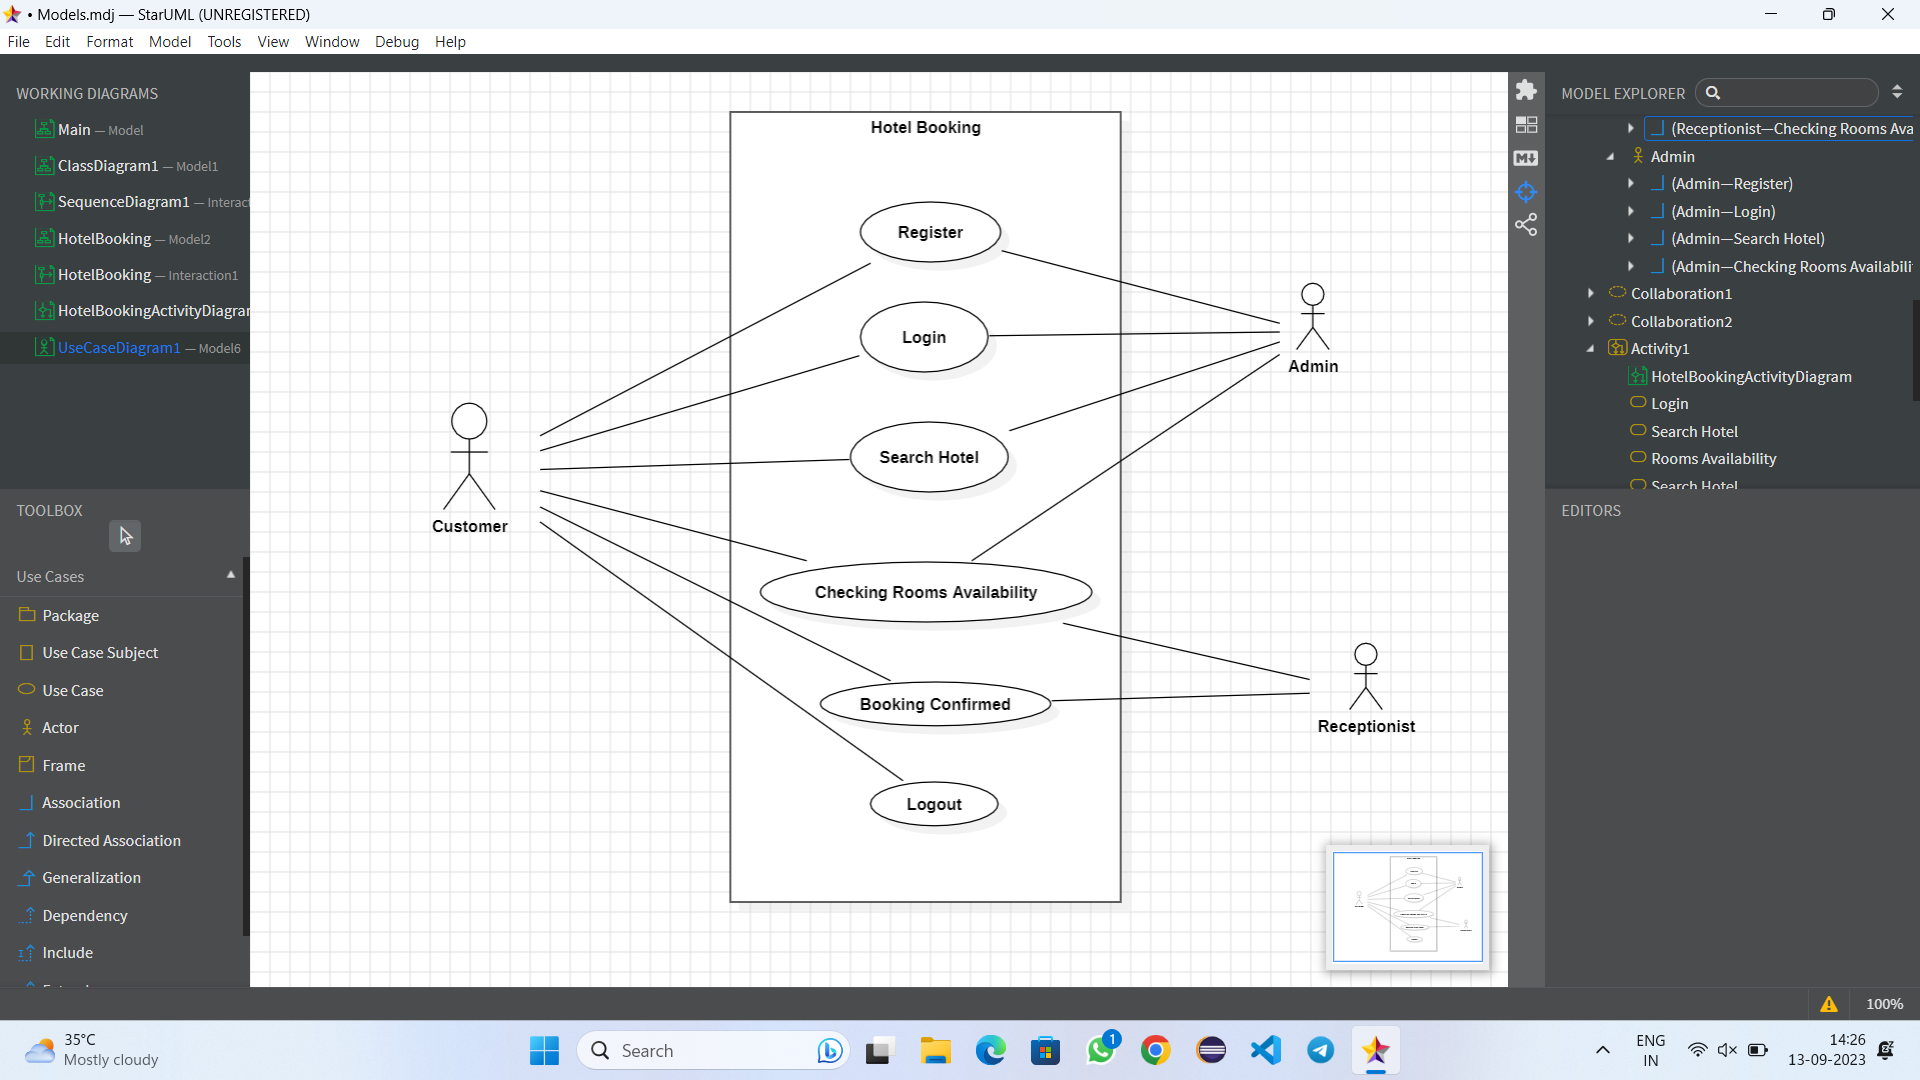 • Models.mdj — StarUML (UNREGISTERED)
File Edit Format Model Tools View Window Debug Help
WORKING DIAGRAMS
Main — Model
ClassDiagram1 — Model1
SequenceDiagram1 — Interact
HotelBooking — Model2
HotelBooking — Interaction1
HotelBookingActivityDiagram
UseCaseDiagram1 — Model6
TOOLBOX
Use Cases
Package
Use Case Subject
Use Case
Actor
Frame
Association
Directed Association
Generalization
Dependency
Include
Hotel Booking
Register
Login
Search Hotel
Checking Rooms Availability
Booking Confirmed
Logout
Customer
Admin
Receptionist
MODEL EXPLORER
(Receptionist—Checking Rooms Ava
Admin
(Admin—Register)
(Admin—Login)
(Admin—Search Hotel)
(Admin—Checking Rooms Availabili
Collaboration1
Collaboration2
Activity1
HotelBookingActivityDiagram
Login
Search Hotel
Rooms Availability
Search Hotel
EDITORS
M
100%
35°C
Mostly cloudy
Search
1
ENG
IN
14:26
13-09-2023